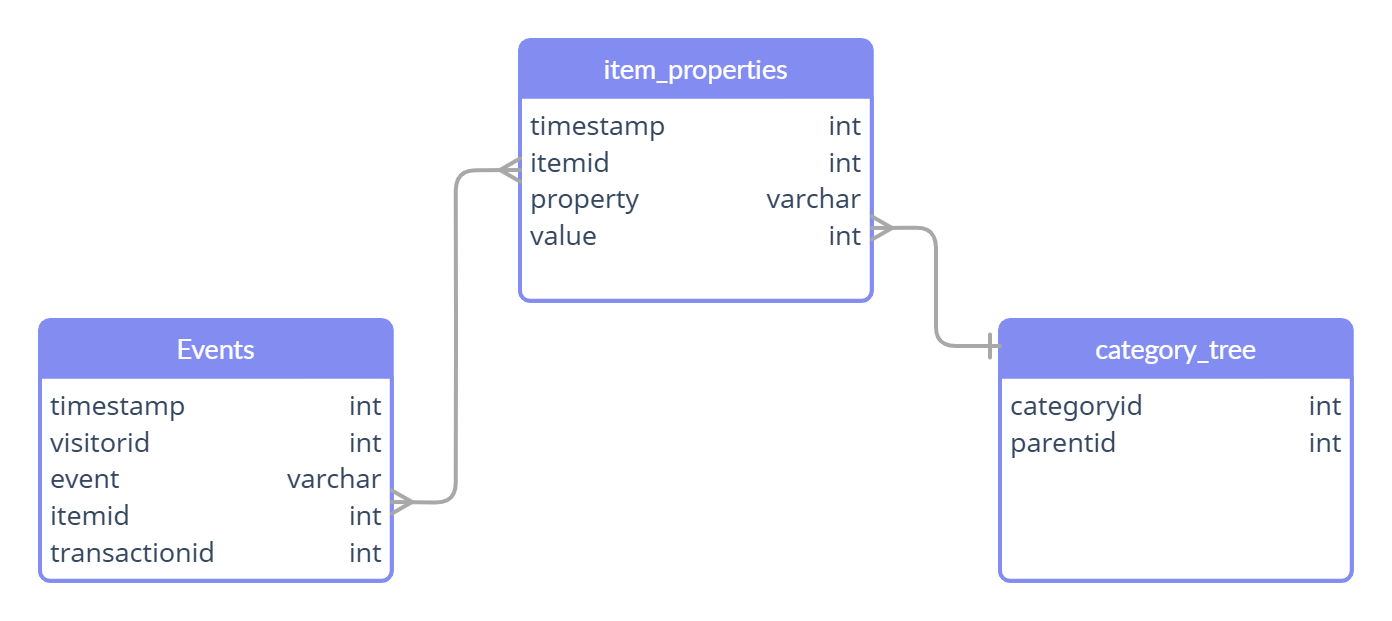 item_properties
timestamp int
itemid int
property varchar
value int
Events
timestamp int
visitorid int
event varchar
itemid int
transactionid int
category_tree
categoryid int
parentid int